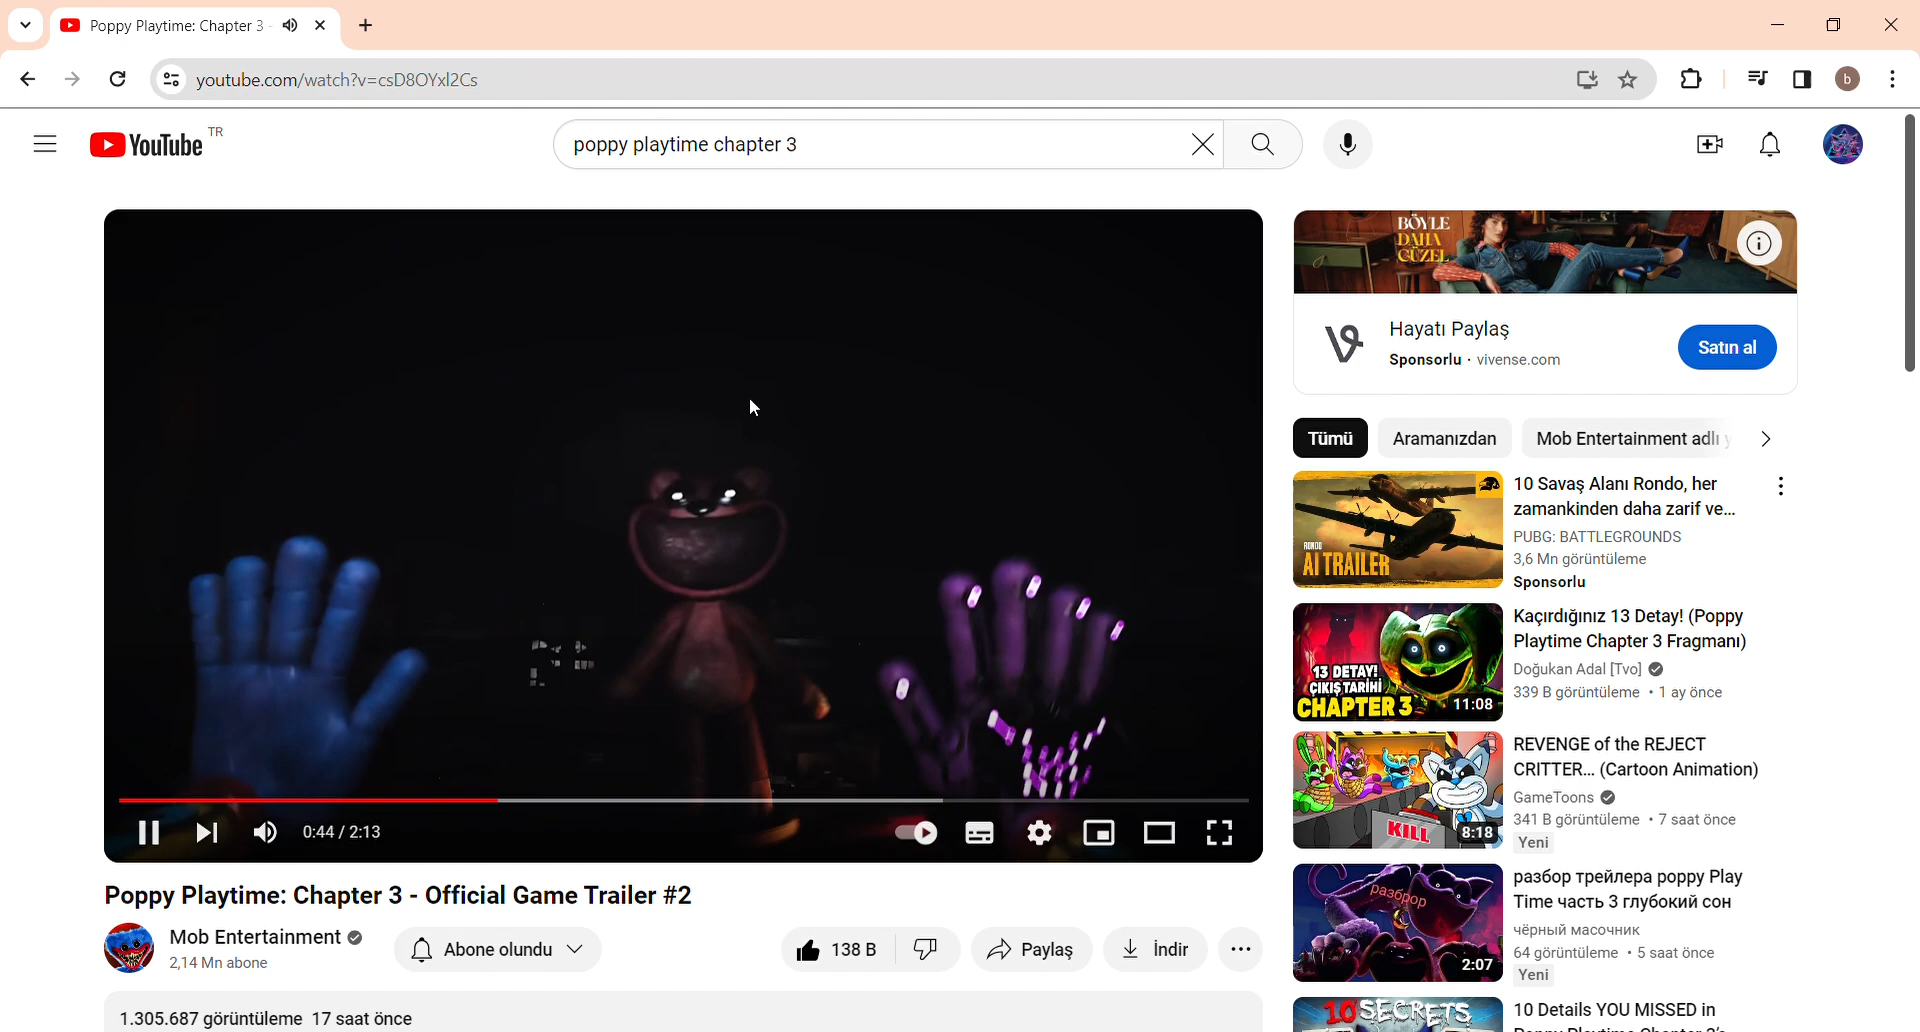 Poppy Playtime: Chapter 3 -
youtube.com/watch?v=csD8OYxl2Cs
b
YouTube TR
poppy playtime chapter 3
BÖYLE
DAHA
GÜZEL
Hayatı Paylaş
Sponsorlu · vivense.com
Satın al
Tümü
Aramanızdan
Mob Entertainment adlı y
RONDO
AI TRAILER
10 Savaş Alanı Rondo, her
zamankinden daha zarif ve...
PUBG: BATTLEGROUNDS
3,6 Mn görüntüleme
Sponsorlu
13 DETAY!
ÇIKIŞ TARİHİ
CHAPTER 3
11:08
Kaçırdığınız 13 Detay! (Poppy
Playtime Chapter 3 Fragmanı)
Doğukan Adal [Tvo]
339 B görüntüleme • 1 ay önce
KILL
8:18
REVENGE of the REJECT
CRITTER... (Cartoon Animation)
GameToons
341 B görüntüleme • 7 saat önce
Yeni
разброр
2:07
разбор трейлера poppy Play
Time часть 3 глубокий сон
чёрный масочник
64 görüntüleme • 5 saat önce
Yeni
10 SECRETS
10 Details YOU MISSED in
Poppy Playtime Chapter 3's
0:44 / 2:13
Poppy Playtime: Chapter 3 - Official Game Trailer #2
Mob Entertainment
2,14 Mn abone
Abone olundu
138 B
Paylaş
İndir
1.305.687 görüntüleme 17 saat önce